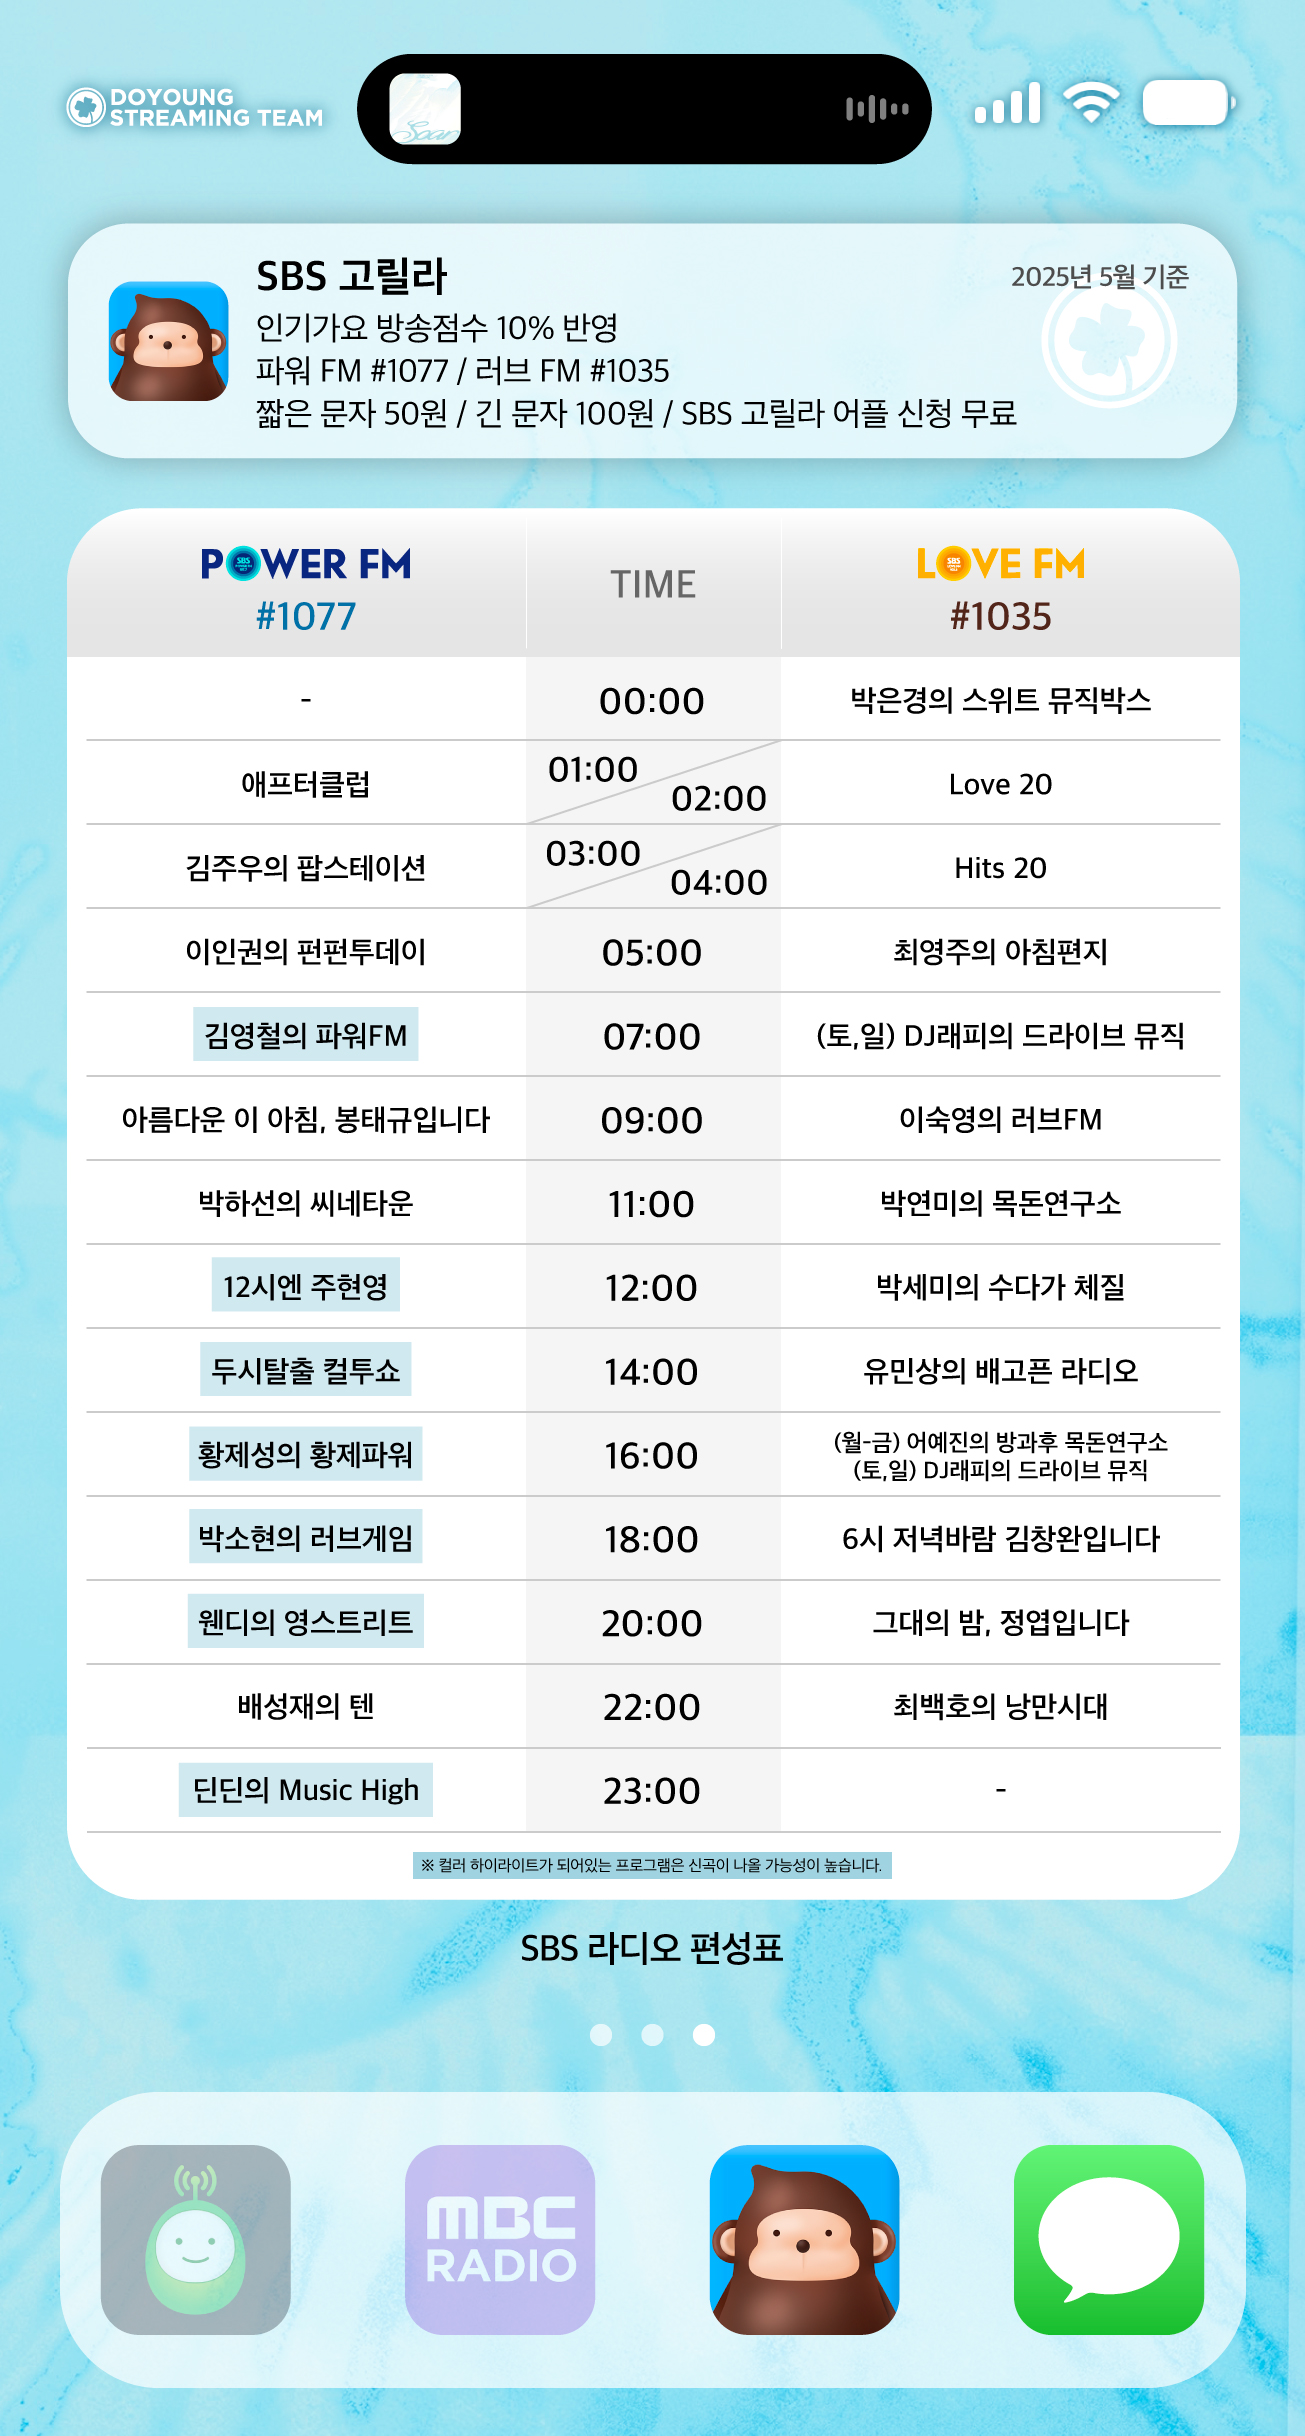 DOYOUNG
STREAMING TEAM
Soar
SBS 고릴라
2025년 5월 기준
인기가요 방송점수 10% 반영
파워 FM #1077 / 러브 FM #1035
짧은 문자 50원 / 긴 문자 100원 / SBS 고릴라 어플 신청 무료
POWER FM
#1077
TIME
LOVE FM
#1035
- 00:00 박은경의 스위트 뮤직박스
애프터클럽 01:00 02:00 Love 20
김주우의 팝스테이션 03:00 04:00 Hits 20
이인권의 펀펀투데이 05:00 최영주의 아침편지
김영철의 파워FM 07:00 (토,일) DJ래피의 드라이브 뮤직
아름다운 이 아침, 봉태규입니다 09:00 이숙영의 러브FM
박하선의 씨네타운 11:00 박연미의 목돈연구소
12시엔 주현영 12:00 박세미의 수다가 체질
두시탈출 컬투쇼 14:00 유민상의 배고픈 라디오
황제성의 황제파워 16:00 (월-금) 어예진의 방과후 목돈연구소
(토,일) DJ래피의 드라이브 뮤직
박소현의 러브게임 18:00 6시 저녁바람 김창완입니다
웬디의 영스트리트 20:00 그대의 밤, 정엽입니다
배성재의 텐 22:00 최백호의 낭만시대
딘딘의 Music High 23:00 -
※ 컬러 하이라이트가 되어있는 프로그램은 신곡이 나올 가능성이 높습니다.
SBS 라디오 편성표
MBC
RADIO